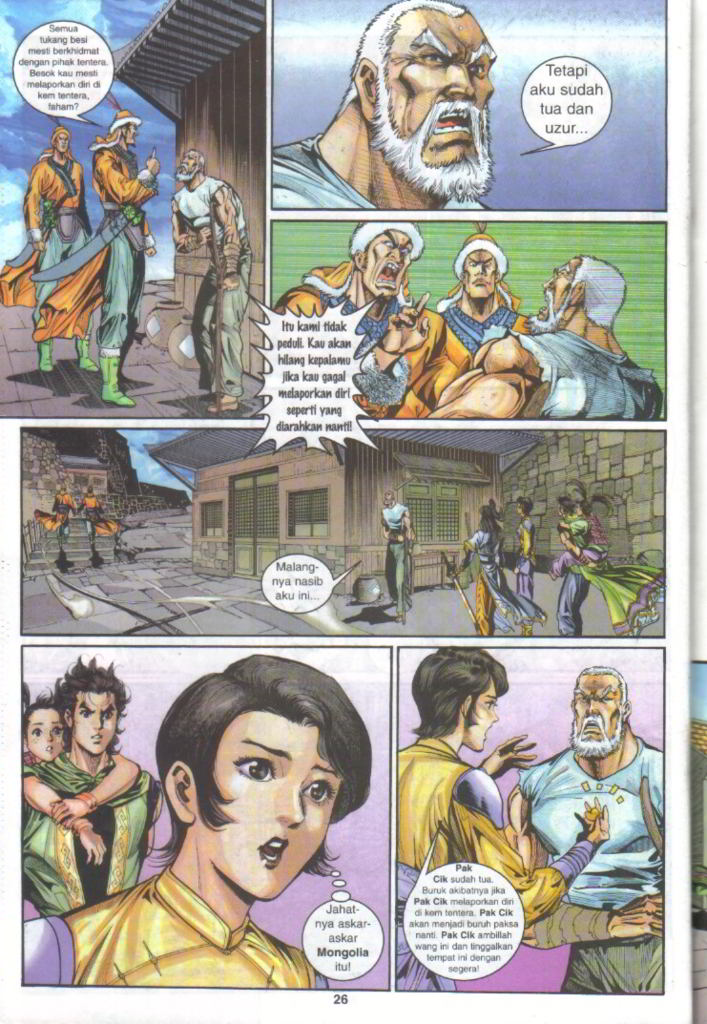 Semua
tukang besi
mesti berkhidmat
dengan pihak tentera.
Besok kau mesti
melaporkan diri di
kem tentera,
faham?
Tetapi
aku sudah
tua dan
uzur...
Itu kami tidak
peduli. Kau akan
hilang kepalamu
jika kau gagal
melaporkan diri
seperti yang
diarahkan nanti!
Malang-
nya nasib
aku ini...
Jahat-
nya askar-
askar
Mongolia
itu!
Pak
Cik sudah tua.
Buruk akibatnya jika
Pak Cik melaporkan diri
di kem tentera. Pak Cik
akan menjadi buruh paksa
nanti. Pak Cik ambillah
wang ini dan tinggalkan
tempat ini dengan
segera!
26